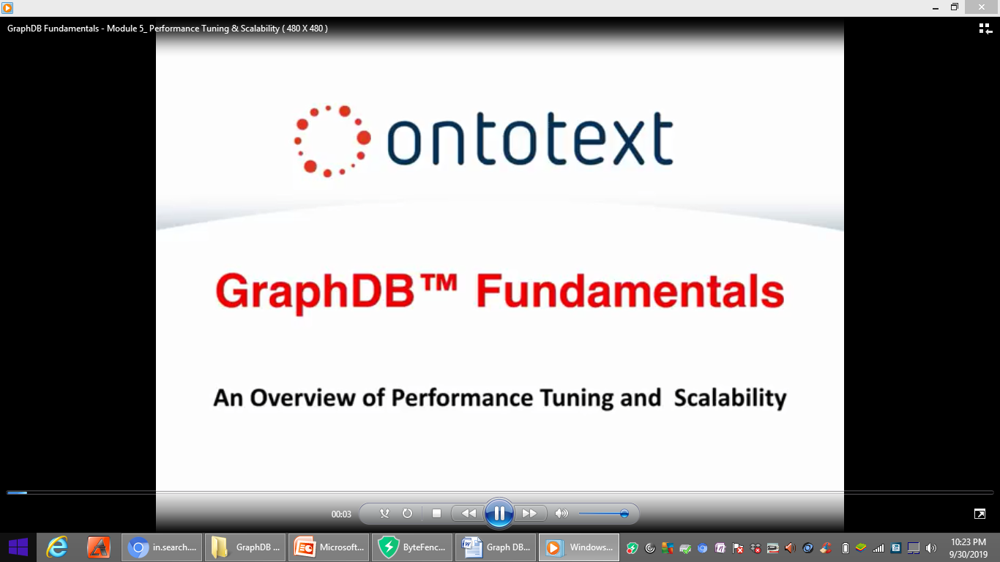 GraphDB Fundamentals - Module 5_ Performance Tuning & Scalability ( 480 X 480 )
ontotext
GraphDB™ Fundamentals
An Overview of Performance Tuning and  Scalability
00:03
in.search....
GraphDB ...
Microsoft...
ByteFenc...
Graph DB...
Windows...
10:23 PM
9/30/2019